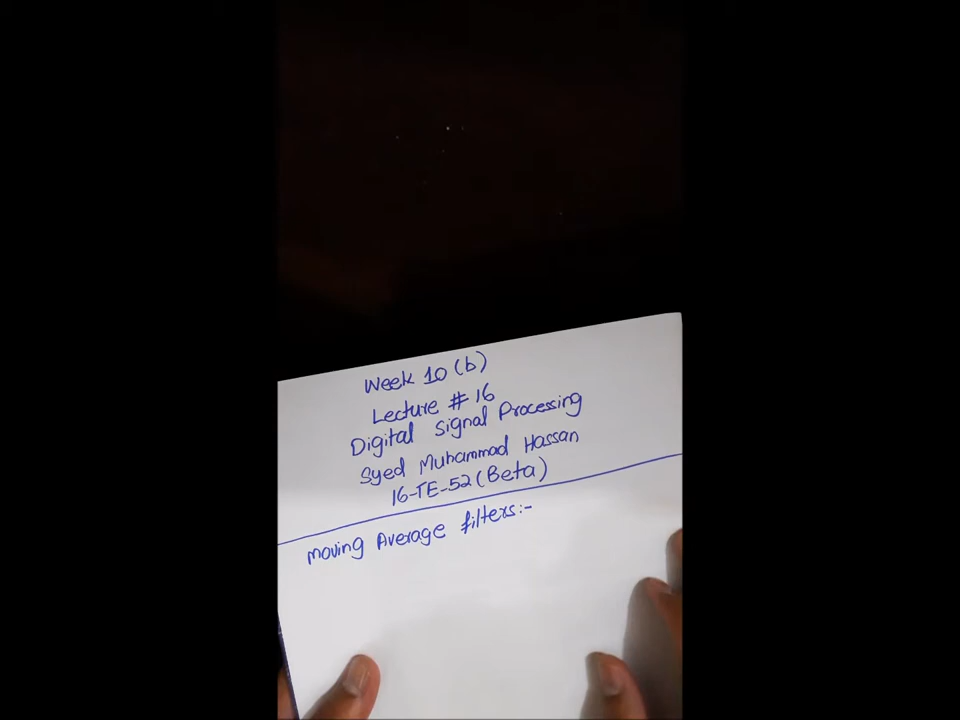 Week 10 (b)
Lecture # 16
Digital Signal Processing
Syed Muhammad Hassan
16-TE-52 (Beta)
Moving Average filters:-